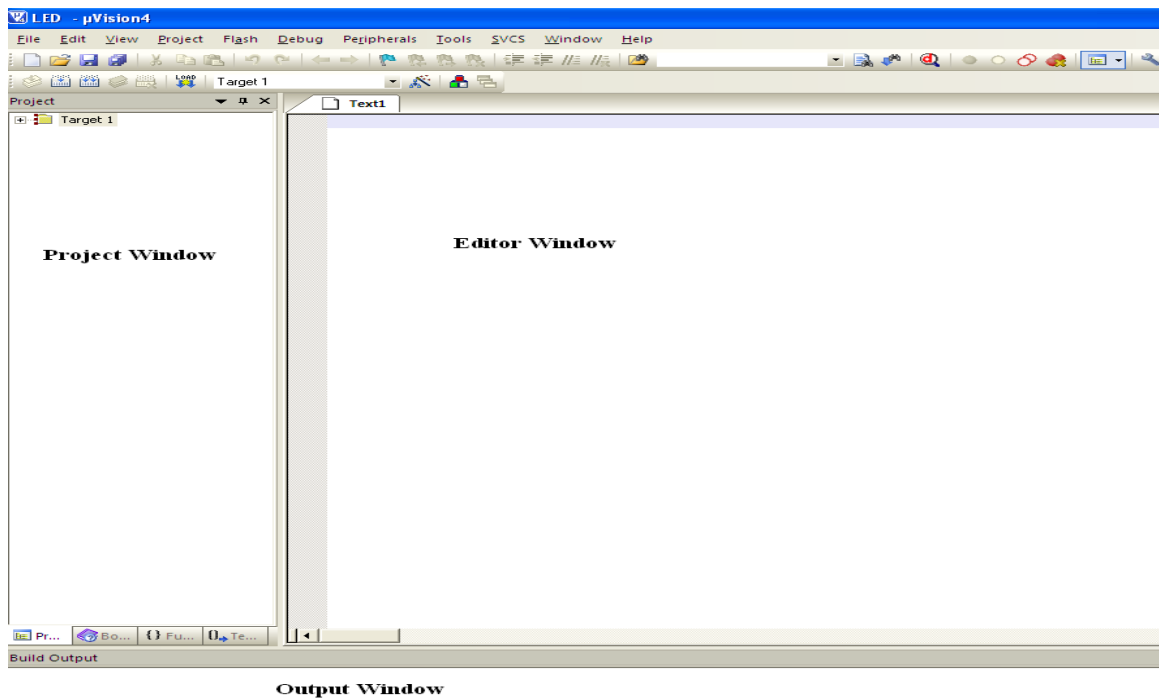 LED - µVision4
File Edit View Project Flash Debug Peripherals Tools SVCS Window Help
LOAD Target 1
Project
Text1
Target 1
Editor Window
Project Window
Pr... Bo... {} Fu... 0 Te...
Build Output
Output Window